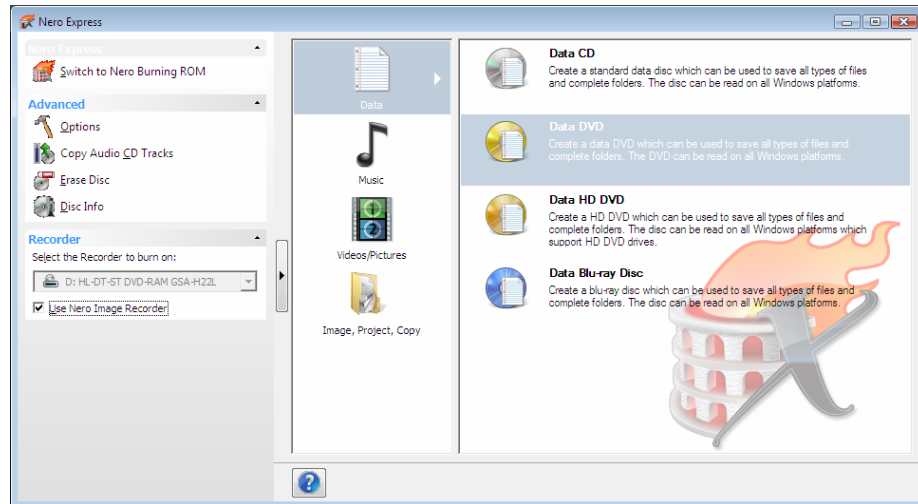 Nero Express
Nero Express
Switch to Nero Burning ROM
Advanced
Options
Copy Audio CD Tracks
Erase Disc
Disc Info
Recorder
Select the Recorder to burn on:
D: HL-DT-ST DVD-RAM GSA-H22L
Use Nero Image Recorder
Data
Music
Videos/Pictures
Image, Project, Copy
Data CD
Create a standard data disc which can be used to save all types of files
and complete folders. The disc can be read on all Windows platforms.
Data DVD
Create a data DVD which can be used to save all types of files and
complete folders. The DVD can be read on all Windows platforms.
Data HD DVD
Create a HD DVD which can be used to save all types of files and
complete folders. The disc can be read on all Windows platforms which
support HD DVD drives.
Data Blu-ray Disc
Create a blu-ray disc which can be used to save all types of files and
complete folders. The disc can be read on all Windows platforms.